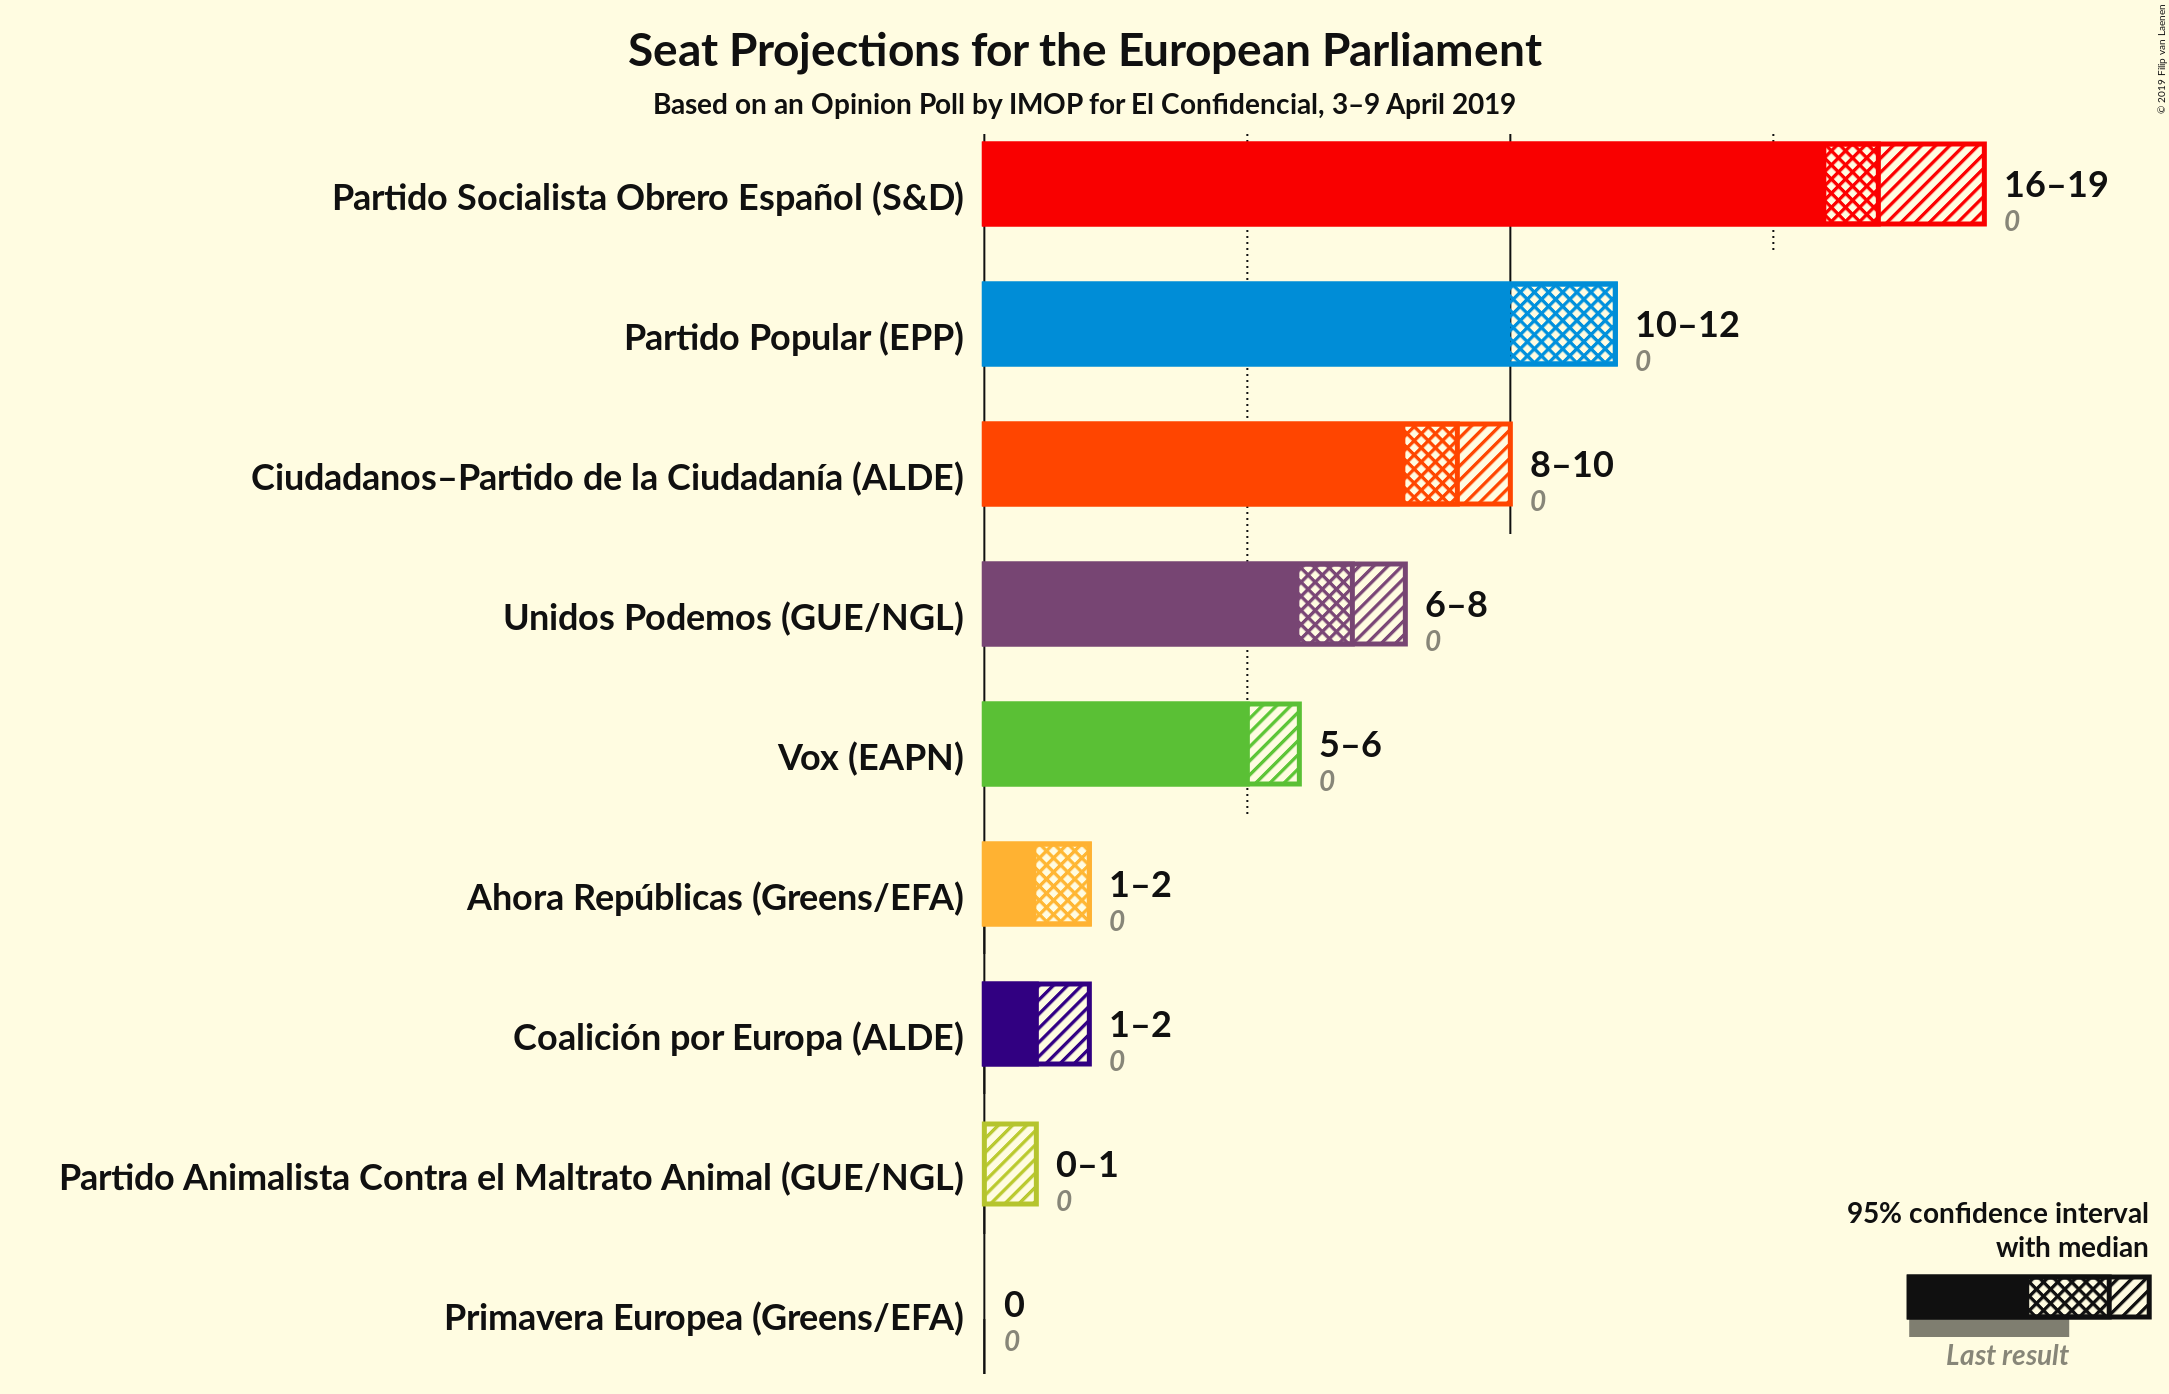 Seat Projections for the European Parliament
Based on an Opinion Poll by IMOP for El Confidencial, 3–9 April 2019
© 2019 Filip van Laenen
Partido Socialista Obrero Español (S&D)
16–19
0
Partido Popular (EPP)
10–12
0
Ciudadanos–Partido de la Ciudadanía (ALDE)
8–10
0
Unidos Podemos (GUE/NGL)
6–8
0
Vox (EAPN)
5–6
0
Ahora Repúblicas (Greens/EFA)
1–2
0
Coalición por Europa (ALDE)
1–2
0
Partido Animalista Contra el Maltrato Animal (GUE/NGL)
0–1
0
Primavera Europea (Greens/EFA)
0
0
95% confidence interval
with median
Last result